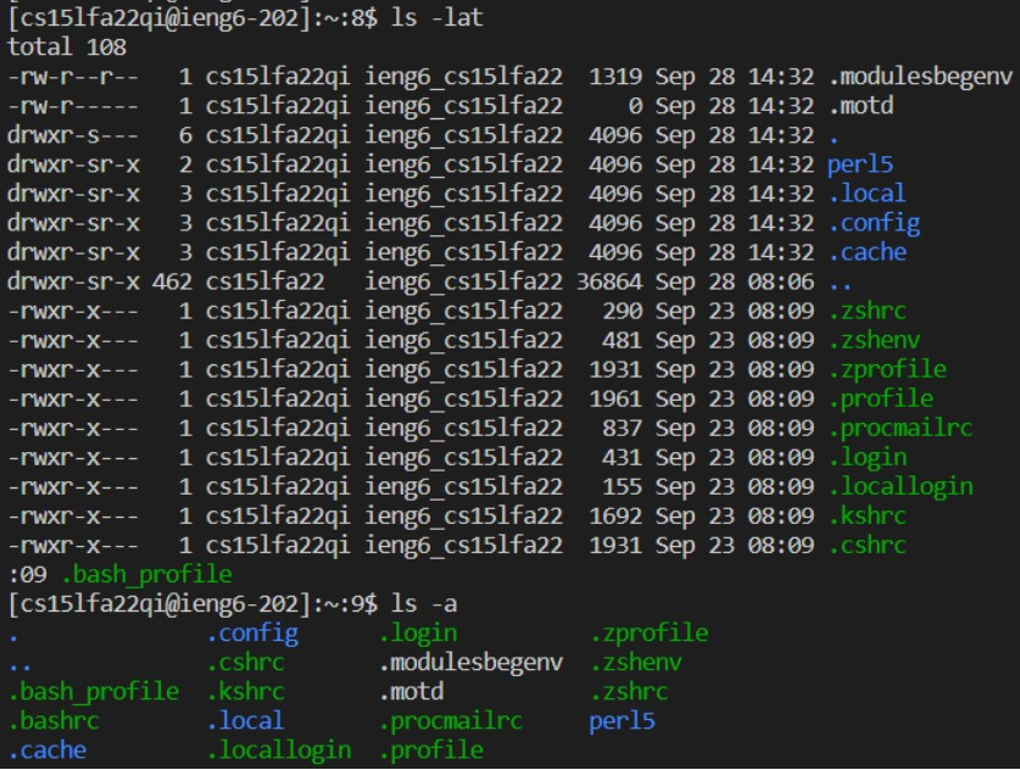 [cs15lfa22qi@ieng6-202]:~:8$ ls -lat
total 108
-rw-r--r--   1 cs15lfa22qi ieng6_cs15lfa22  1319 Sep 28 14:32 .modulesbegenv
-rw-r-----   1 cs15lfa22qi ieng6_cs15lfa22     0 Sep 28 14:32 .motd
drwxr-s---   6 cs15lfa22qi ieng6_cs15lfa22  4096 Sep 28 14:32 .
drwxr-sr-x   2 cs15lfa22qi ieng6_cs15lfa22  4096 Sep 28 14:32 perl5
drwxr-sr-x   3 cs15lfa22qi ieng6_cs15lfa22  4096 Sep 28 14:32 .local
drwxr-sr-x   3 cs15lfa22qi ieng6_cs15lfa22  4096 Sep 28 14:32 .config
drwxr-sr-x   3 cs15lfa22qi ieng6_cs15lfa22  4096 Sep 28 14:32 .cache
drwxr-sr-x 462 cs15lfa22   ieng6_cs15lfa22 36864 Sep 28 08:06 ..
-rwxr-x---   1 cs15lfa22qi ieng6_cs15lfa22   290 Sep 23 08:09 .zshrc
-rwxr-x---   1 cs15lfa22qi ieng6_cs15lfa22   481 Sep 23 08:09 .zshenv
-rwxr-x---   1 cs15lfa22qi ieng6_cs15lfa22  1931 Sep 23 08:09 .zprofile
-rwxr-x---   1 cs15lfa22qi ieng6_cs15lfa22  1961 Sep 23 08:09 .profile
-rwxr-x---   1 cs15lfa22qi ieng6_cs15lfa22   837 Sep 23 08:09 .procmailrc
-rwxr-x---   1 cs15lfa22qi ieng6_cs15lfa22   431 Sep 23 08:09 .login
-rwxr-x---   1 cs15lfa22qi ieng6_cs15lfa22   155 Sep 23 08:09 .locallogin
-rwxr-x---   1 cs15lfa22qi ieng6_cs15lfa22  1692 Sep 23 08:09 .kshrc
-rwxr-x---   1 cs15lfa22qi ieng6_cs15lfa22  1931 Sep 23 08:09 .cshrc
:09 .bash_profile
[cs15lfa22qi@ieng6-202]:~:9$ ls -a
.              .config      .login          .zprofile
..             .cshrc       .modulesbegenv  .zshenv
.bash_profile  .kshrc       .motd           .zshrc
.bashrc        .local       .procmailrc     perl5
.cache         .locallogin  .profile